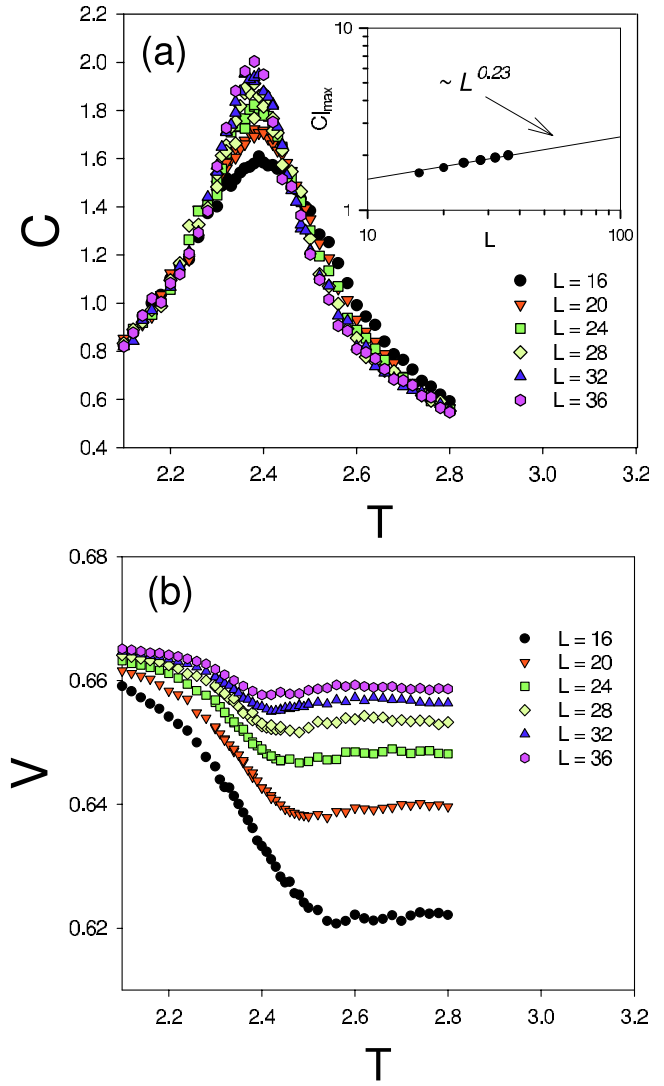 (a)
C
2.2
2.0
1.8
1.6
1.4
1.2
1.0
0.8
0.6
0.4
2.2 2.4 2.6 2.8 3.0 3.2
T
10
1
Cl_max
~ L^0.23
10 L 100
L = 16
L = 20
L = 24
L = 28
L = 32
L = 36
(b)
V
0.68
0.66
0.64
0.62
2.2 2.4 2.6 2.8 3.0 3.2
T
L = 16
L = 20
L = 24
L = 28
L = 32
L = 36